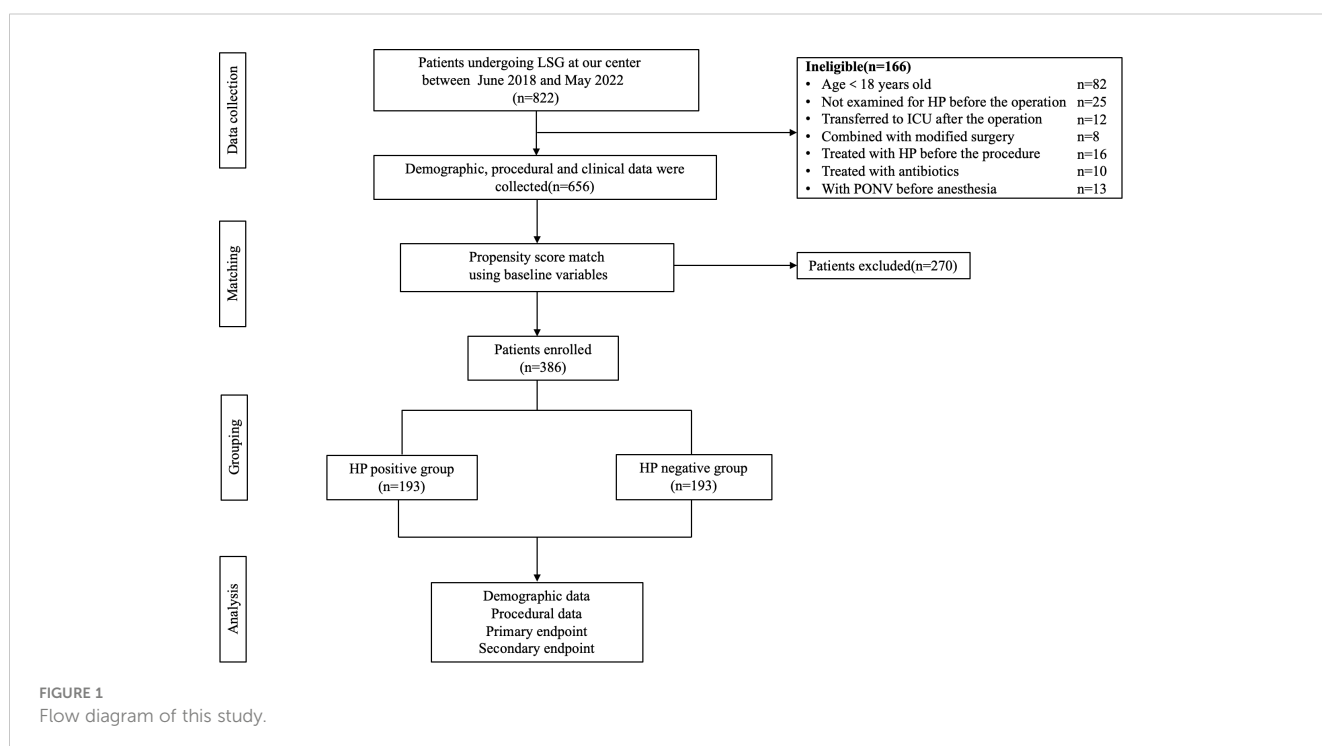 Data collection
Patients undergoing LSG at our center
between June 2018 and May 2022
(n=822)
Ineligible(n=166)
• Age < 18 years old n=82
• Not examined for HP before the operation n=25
• Transferred to ICU after the operation n=12
• Combined with modified surgery n=8
• Treated with HP before the procedure n=16
• Treated with antibiotics n=10
• With PONV before anesthesia n=13
Demographic, procedural and clinical data were
collected(n=656)
Matching
Propensity score match
using baseline variables
Patients excluded(n=270)
Patients enrolled
(n=386)
Grouping
HP positive group
(n=193)
HP negative group
(n=193)
Analysis
Demographic data
Procedural data
Primary endpoint
Secondary endpoint
FIGURE 1
Flow diagram of this study.